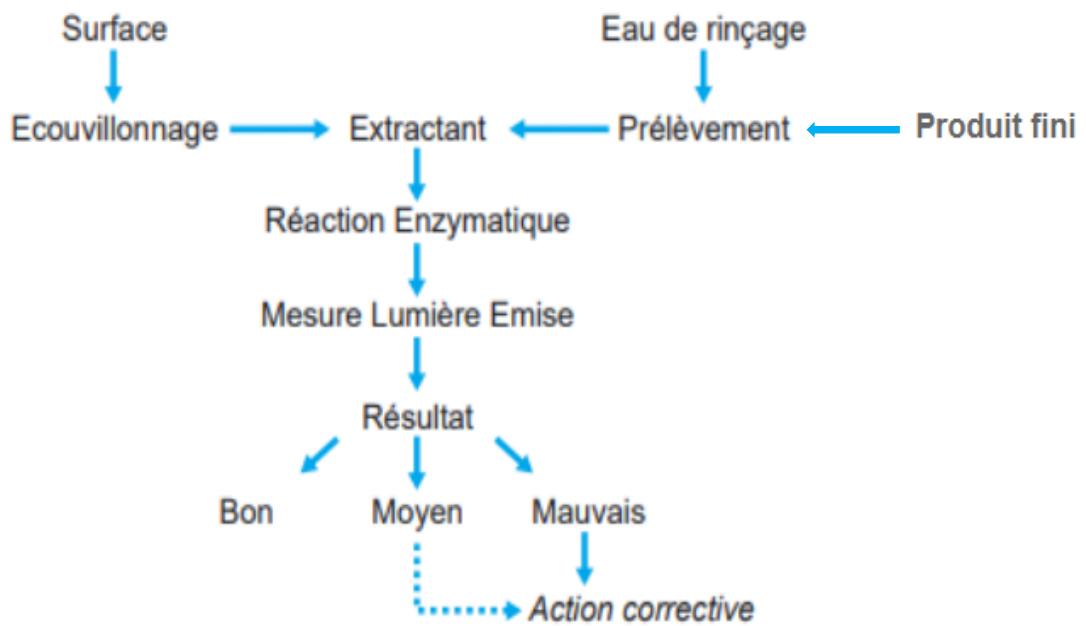 Surface
Eau de rinçage
Ecouvillonnage
Extractant
Prélèvement
Produit fini
Réaction Enzymatique
Mesure Lumière Emise
Résultat
Bon
Moyen
Mauvais
Action corrective